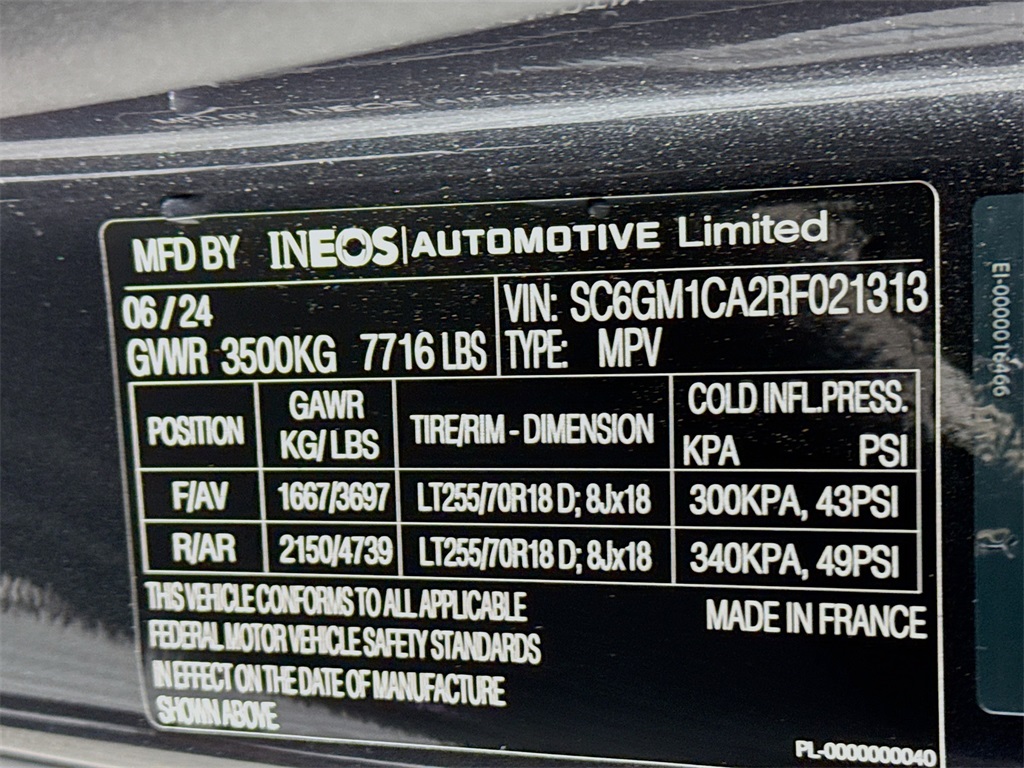 MFD BY INEOS|AUTOMOTIVE Limited
06/24
VIN: SC6GM1CA2RF021313
GVWR 3500KG 7716 LBS
TYPE: MPV
POSITION
GAWR
KG/LBS
TIRE/RIM - DIMENSION
COLD INFL.PRESS.
KPA PSI
F/AV 1667/3697 LT255/70R18 D; 8Jx18 300KPA, 43PSI
R/AR 2150/4739 LT255/70R18 D; 8Jx18 340KPA, 49PSI
THIS VEHICLE CONFORMS TO ALL APPLICABLE
FEDERAL MOTOR VEHICLE SAFETY STANDARDS
IN EFFECT ON THE DATE OF MANUFACTURE
SHOWN ABOVE
MADE IN FRANCE
PL-0000000040
EI-000016466